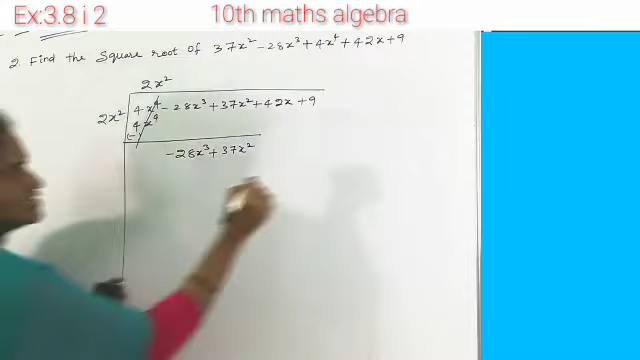 Ex:3.8 i 2 10th maths algebra
2. Find the Square root of 37x² - 28x³ + 4x⁴ + 42x + 9
2x²
2x² 4x⁴ - 28x³ + 37x² + 42x + 9
4x⁴
(-)
- 28x³ + 37x²